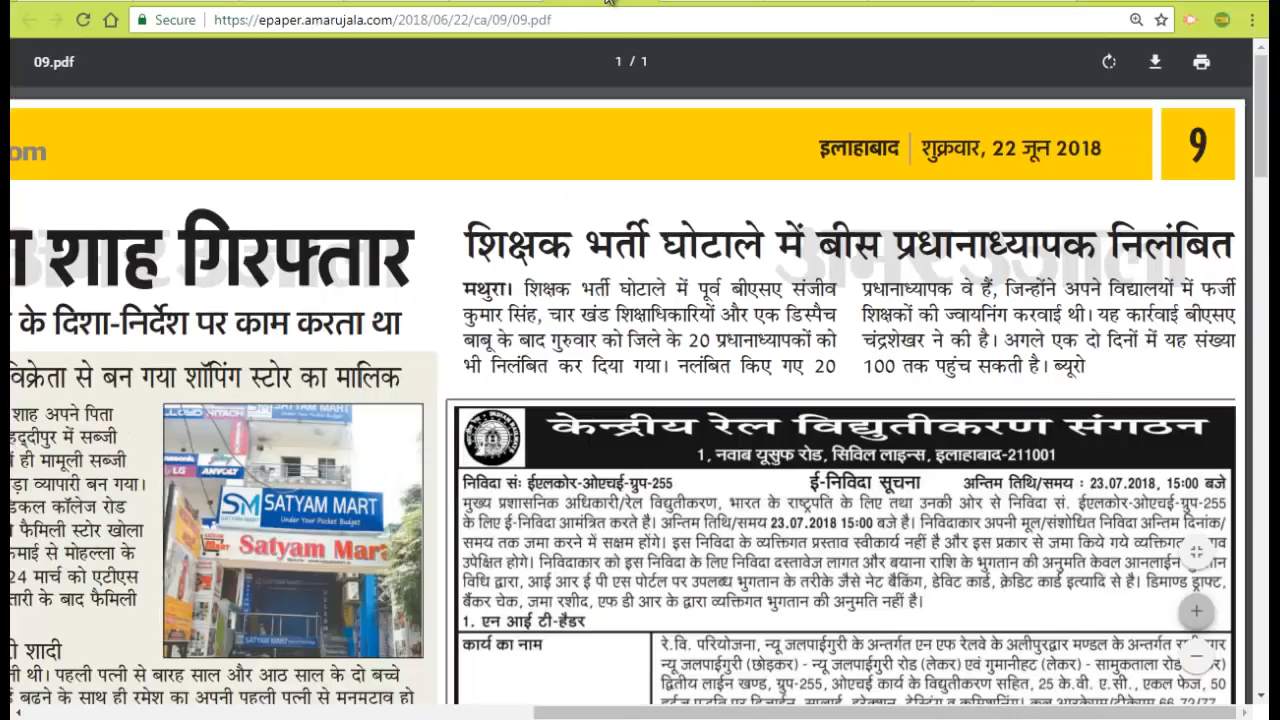 Secure
https://epaper.amarujala.com/2018/06/22/ca/09/09.pdf
09.pdf
1 / 1
om
इलाहाबाद
शुक्रवार, 22 जून 2018
9
शाह गिरफ्तार
के दिशा-निर्देश पर काम करता था
विक्रेता से बन गया शॉपिंग स्टोर का मालिक
शाह अपने पिता
में सब्जी
ही मामूली सब्जी
व्यापारी बन गया।
कॉलेज रोड
फैमिली स्टोर खोला
से मोहल्ला के
24 मार्च को एटीएस
के बाद फैमिली
SM SATYAM MART
Under Your Pocket Budget
Satyam Mart
LG
ANVOLT
SATYAM MART
शादी
थी। पहली पत्नी से बारह साल और आठ साल के दो बच्चे
बढने के साथ ही रमेश का अपनी पहली पत्नी से मनमुटाव हो
शिक्षक भर्ती घोटाले में बीस प्रधानाध्यापक निलंबित
मथुरा। शिक्षक भर्ती घोटाले में पूर्व बीएसए संजीव
कुमार सिंह, चार खंड शिक्षाधिकारियों और एक डिस्पैच
बाबू के बाद गुरुवार को जिले के 20 प्रधानाध्यापकों को
भी निलंबित कर दिया गया। नलंबित किए गए 20
प्रधानाध्यापक वे हैं, जिन्होंने अपने विद्यालयों में फर्जी
शिक्षकों की ज्वायनिंग करवाई थी। यह कार्रवाई बीएसए
चंद्रशेखर ने की है। अगले एक दो दिनों में यह संख्या
100 तक पहुंच सकती है। ब्यूरो
केन्द्रीय रेल विद्युतीकरण संगठन
1, नवाब यूसुफ रोड, सिविल लाइन्स, इलाहाबाद-211001
निविदा सं: ईएलकोर-ओएचई-ग्रुप-255 ई-निविदा सूचना अन्तिम तिथि/समय : 23.07.2018, 15:00 बजे
मुख्य प्रशासनिक अधिकारी/रेल विद्युतीकरण, भारत के राष्ट्रपति के लिए तथा उनकी ओर से निविदा सं. ईएलकोर-ओएचई-ग्रुप-255
के लिए ई-निविदा आमंत्रित करते है। अन्तिम तिथि/समय 23.07.2018 15:00 बजे है। निविदाकार अपनी मूल/संशोधित निविदा अन्तिम दिनांक/
समय तक जमा करने में सक्षम होंगे। इस निविदा के व्यक्तिगत प्रस्ताव स्वीकार्य नहीं है और इस प्रकार से जमा किये गये व्यक्तिगत
उपेक्षित होगे। निविदाकार को इस निविदा के लिए निविदा दस्तावेज लागत और बयाना राशि के भुगतान की अनुमति केवल आनलाईन
विधि द्वारा, आई आर ई पी एस पोर्टल पर उपलब्ध भुगतान के तरीके जैसे नेट बैंकिंग, डेविट कार्ड, क्रेडिट कार्ड इत्यादि से है। डिमाण्ड ड्राफ्ट,
बैंकर चेक, जमा रशीद, एफ डी आर के द्वारा व्यक्तिगत भुगतान की अनुमति नहीं है।
1. एन आई टी-हैडर
कार्य का नाम
रे.वि. परियोजना, न्यू जलपाईगुरी के अन्तर्गत एन एफ रेलवे के अलीपुरद्वार मण्डल के अन्तर्गत
न्यू जलपाईगुरी (छोड़कर) - न्यू जलपाईगुरी रोड (लेकर) एवं गुमानीहट (लेकर) - सामुकताला रोड
द्वितीय लाईन खण्ड, ग्रुप-255, ओएचई कार्य के विद्युतीकरण सहित, 25 के.वी. ए.सी., एकल फेज, 50